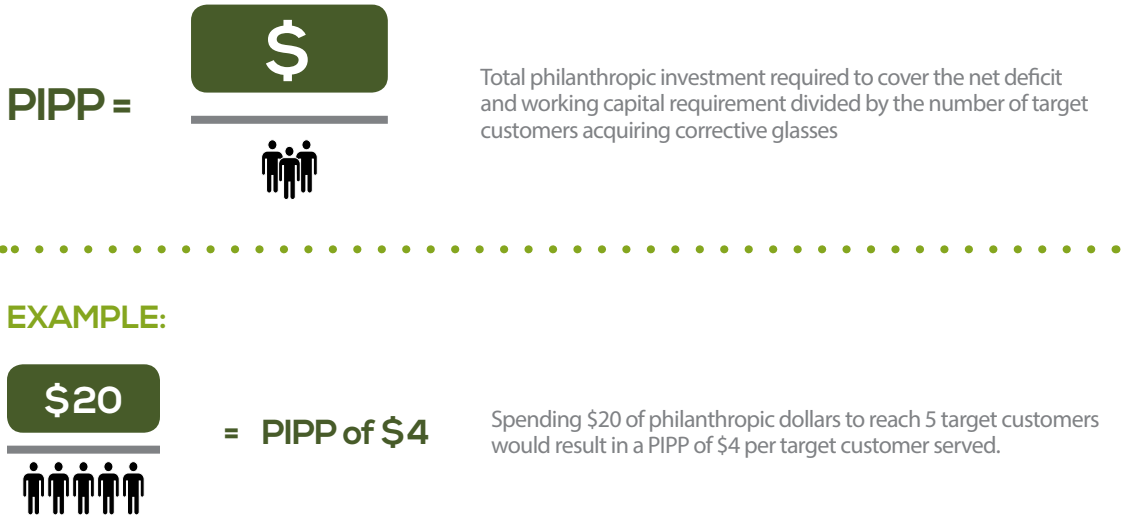 PIPP =
$
Total philanthropic investment required to cover the net deficit
and working capital requirement divided by the number of target
customers acquiring corrective glasses
EXAMPLE:
$20
= PIPP of $4
Spending $20 of philanthropic dollars to reach 5 target customers
would result in a PIPP of $4 per target customer served.